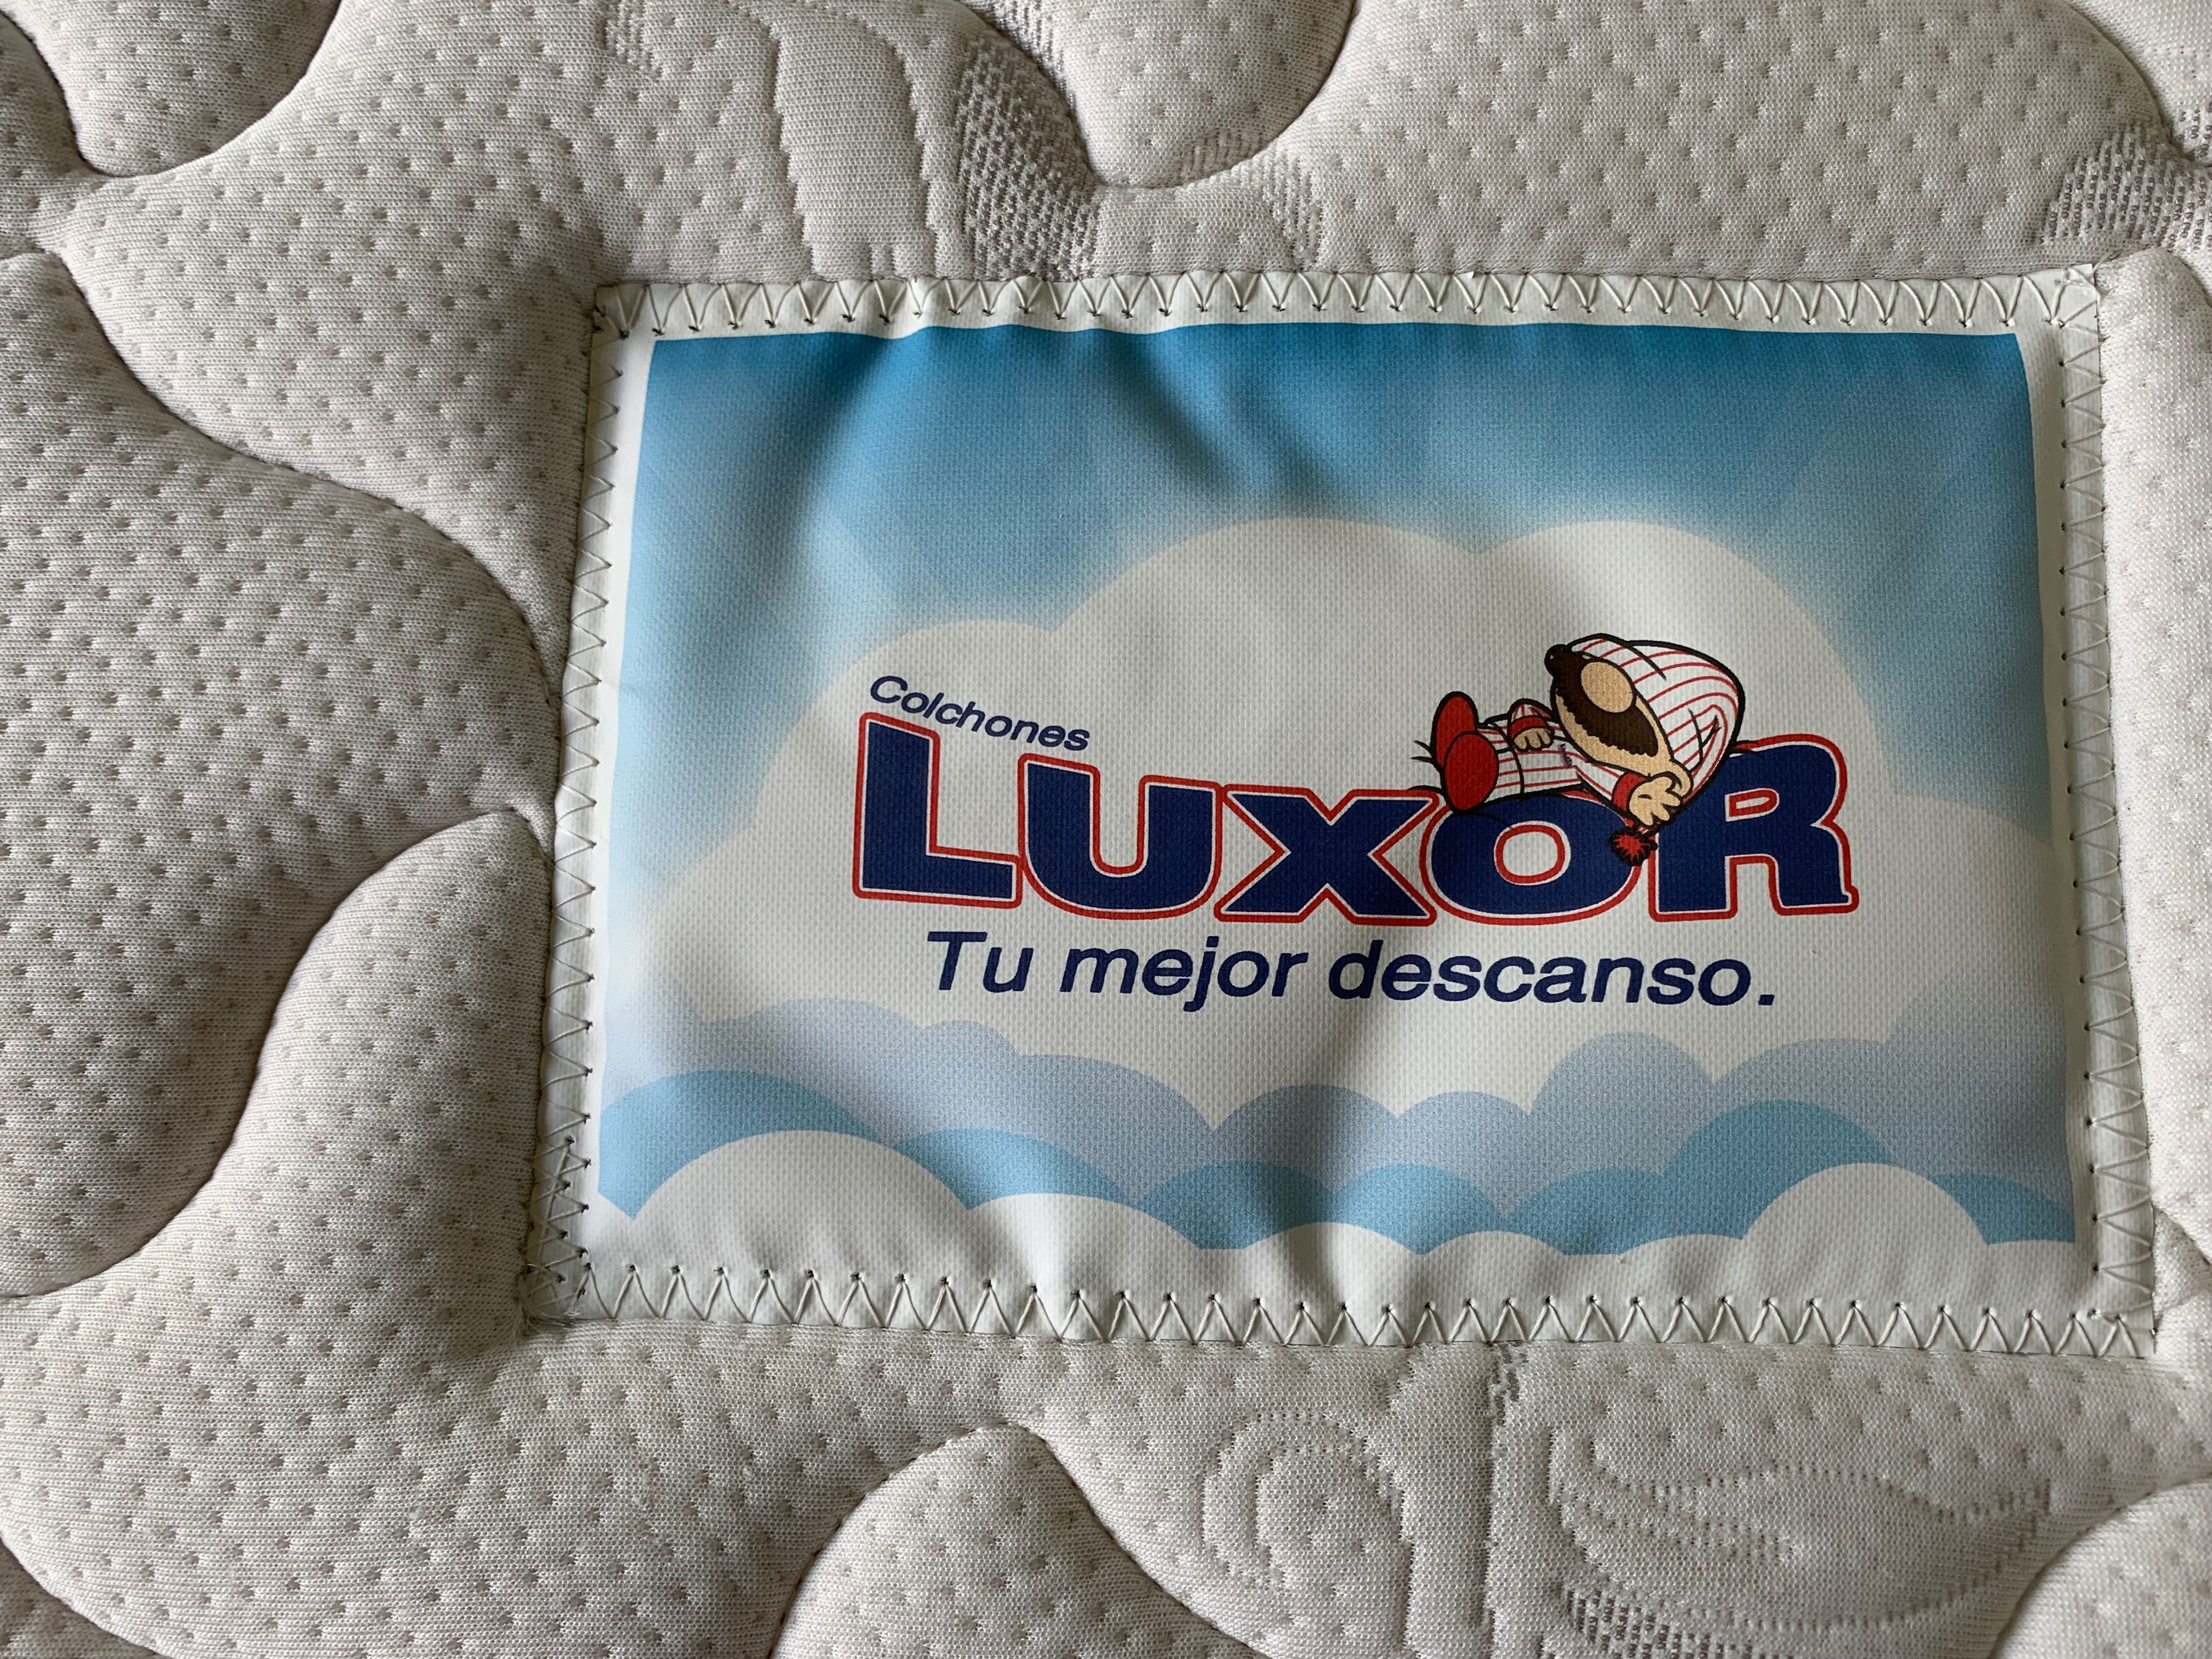 Colchones
LUXOR
Tu mejor descanso.